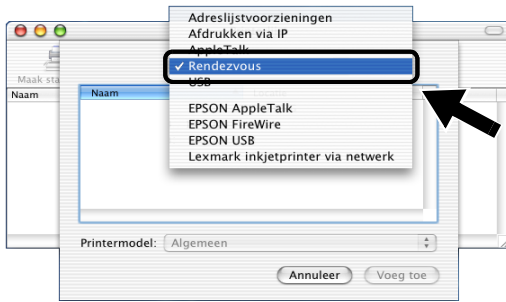 Adreslijstvoorzieningen
Afdrukken via IP
AppleTalk
✓ Rendezvous
USB
EPSON AppleTalk
EPSON FireWire
EPSON USB
Lexmark inkjetprinter via netwerk
Maak sta
Naam
Naam
Printermodel: Algemeen
Annuleer Voeg toe